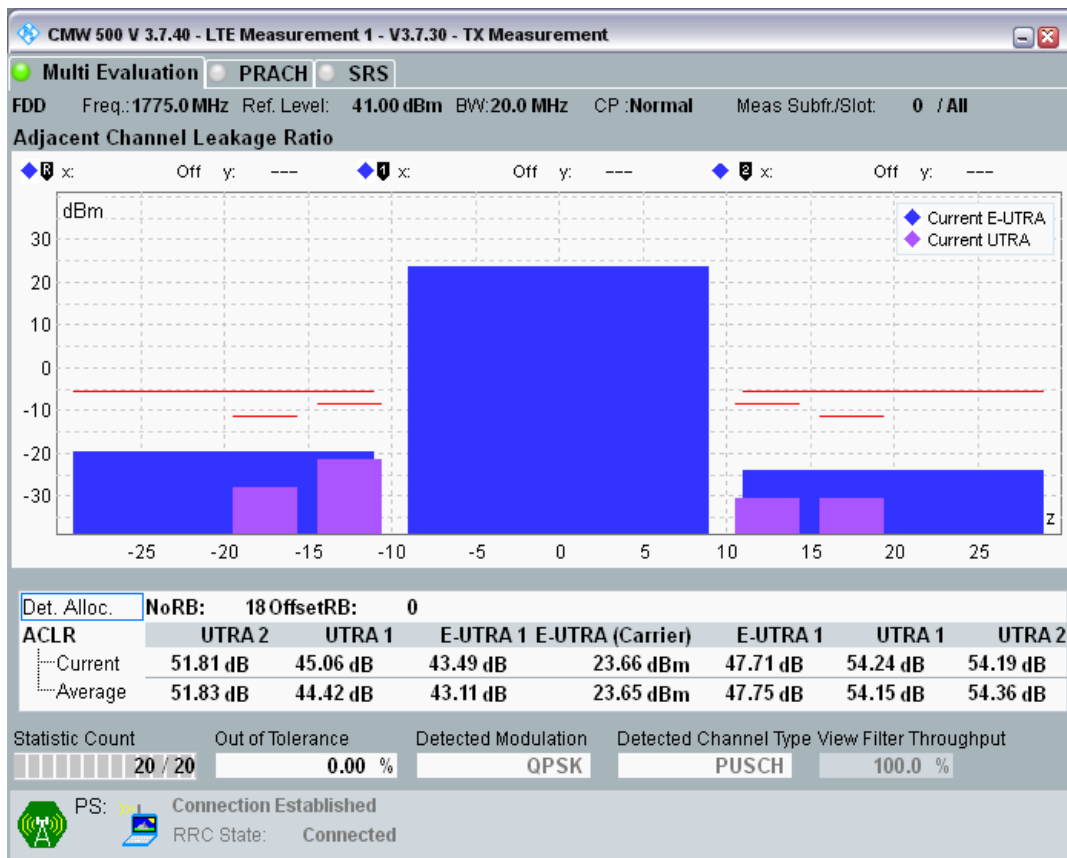 CMW 500 V 3.7.40 - LTE Measurement 1 - V3.7.30 - TX Measurement
Multi Evaluation PRACH SRS
FDD Freq.:1775.0 MHz Ref. Level: 41.00 dBm BW:20.0 MHz CP :Normal Meas Subfr./Slot: 0 / All
Adjacent Channel Leakage Ratio
R x: Off y: --- 1 x: Off y: --- 2 x: Off y: ---
dBm
Current E-UTRA
Current UTRA
30
20
10
0
-10
-20
-30
z
-25 -20 -15 -10 -5 0 5 10 15 20 25
Det. Alloc. NoRB: 18 OffsetRB: 0
ACLR UTRA 2 UTRA 1 E-UTRA 1 E-UTRA (Carrier) E-UTRA 1 UTRA 1 UTRA 2
Current 51.81 dB 45.06 dB 43.49 dB 23.66 dBm 47.71 dB 54.24 dB 54.19 dB
Average 51.83 dB 44.42 dB 43.11 dB 23.65 dBm 47.75 dB 54.15 dB 54.36 dB
Statistic Count Out of Tolerance Detected Modulation Detected Channel Type View Filter Throughput
20 / 20 0.00 % QPSK PUSCH 100.0 %
PS: Connection Established
RRC State: Connected